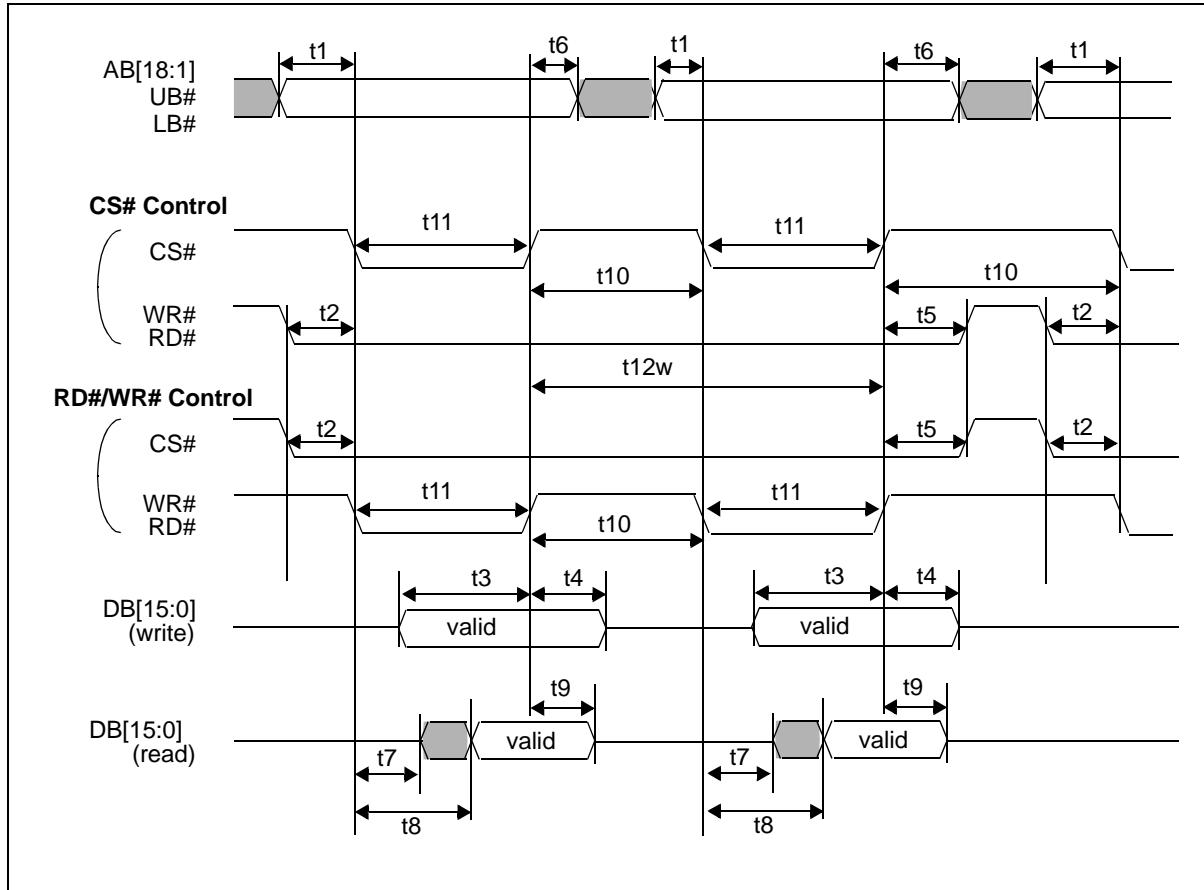 t1 t6 t1 t6 t1
AB[18:1]
UB#
LB#
CS# Control
t11 t11
CS#
t10 t10
WR#
RD#
t2 t5 t2
t12w
RD#/WR# Control
t2 t5 t2
CS#
t11 t11
WR#
RD#
t10
t3 t4 t3 t4
DB[15:0]
(write)
valid valid
t9 t9
DB[15:0]
(read)
valid valid
t7 t7
t8 t8